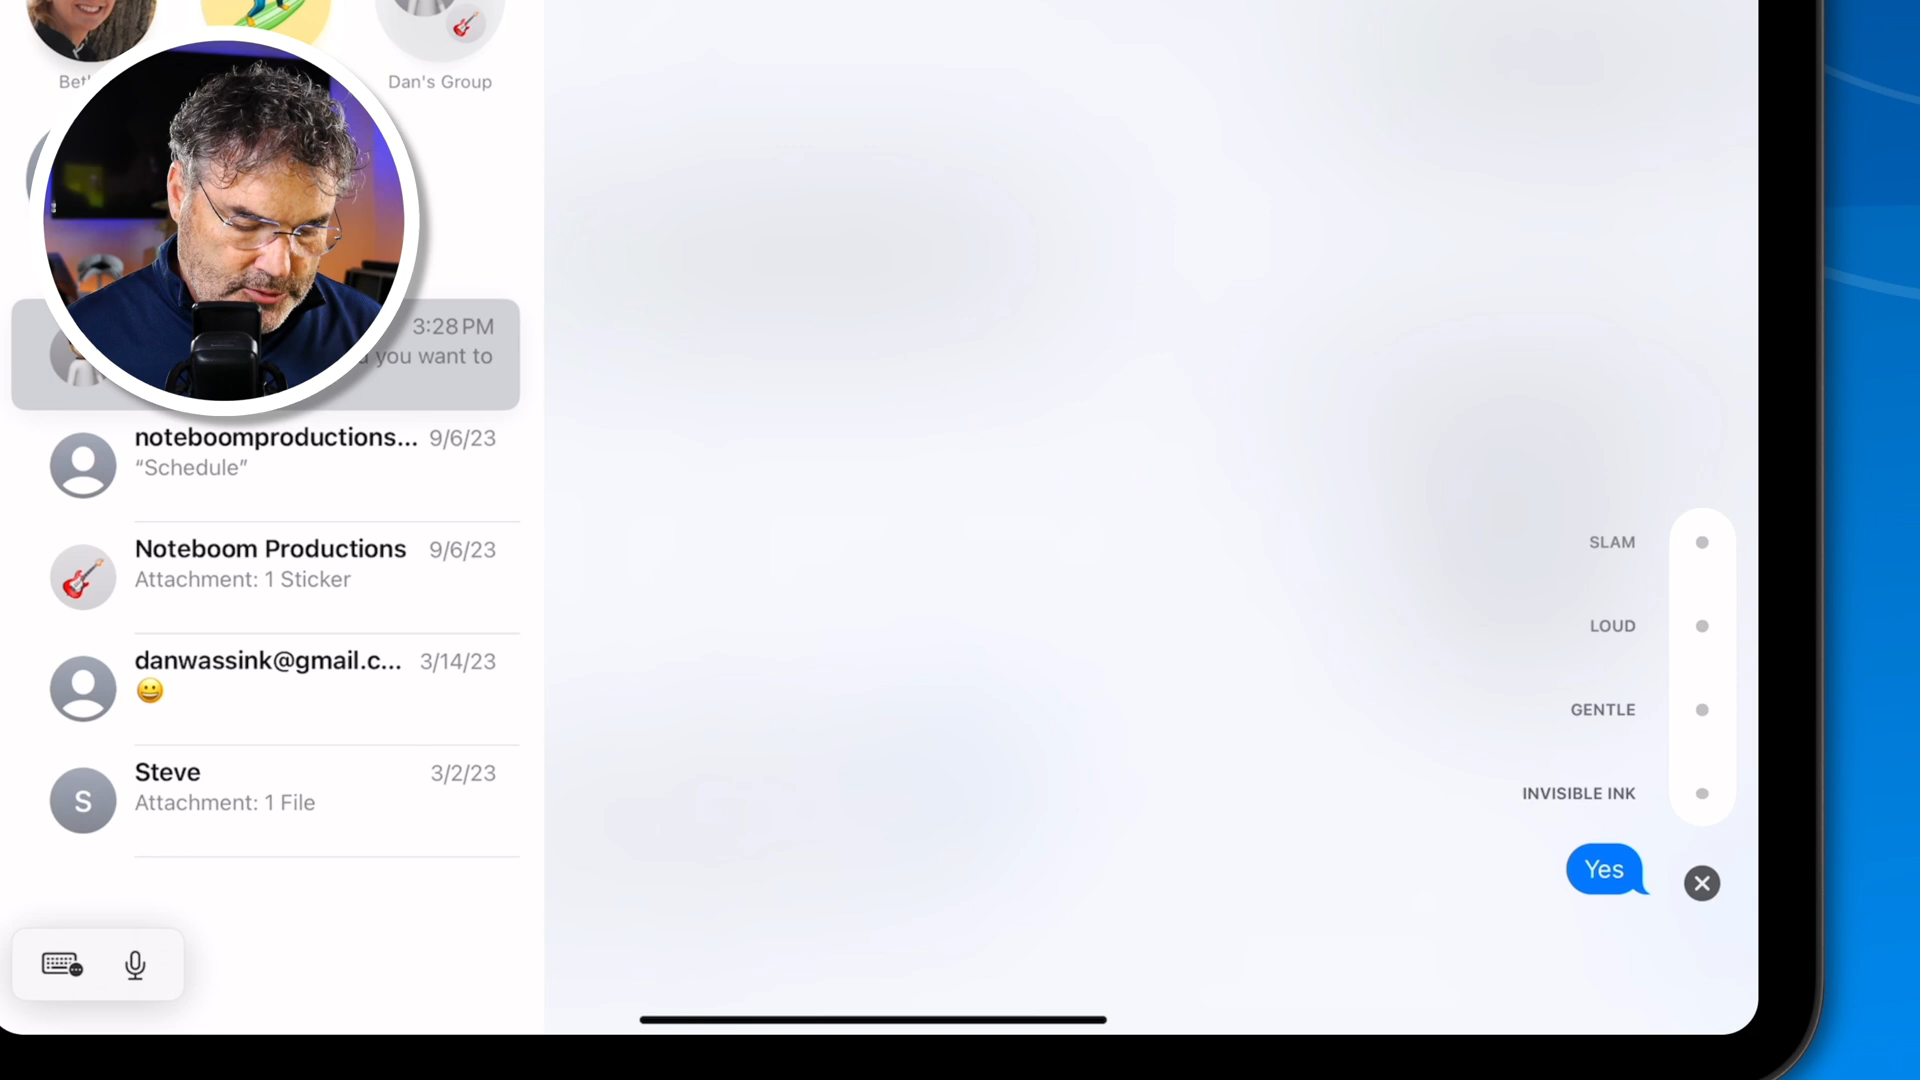 Dan's Group
3:28 PM
you want to
noteboomproductions... 9/6/23
“Schedule”
Noteboom Productions 9/6/23
Attachment: 1 Sticker
danwassink@gmail.c... 3/14/23
Steve 3/2/23
S
Attachment: 1 File
SLAM
LOUD
GENTLE
INVISIBLE INK
Yes